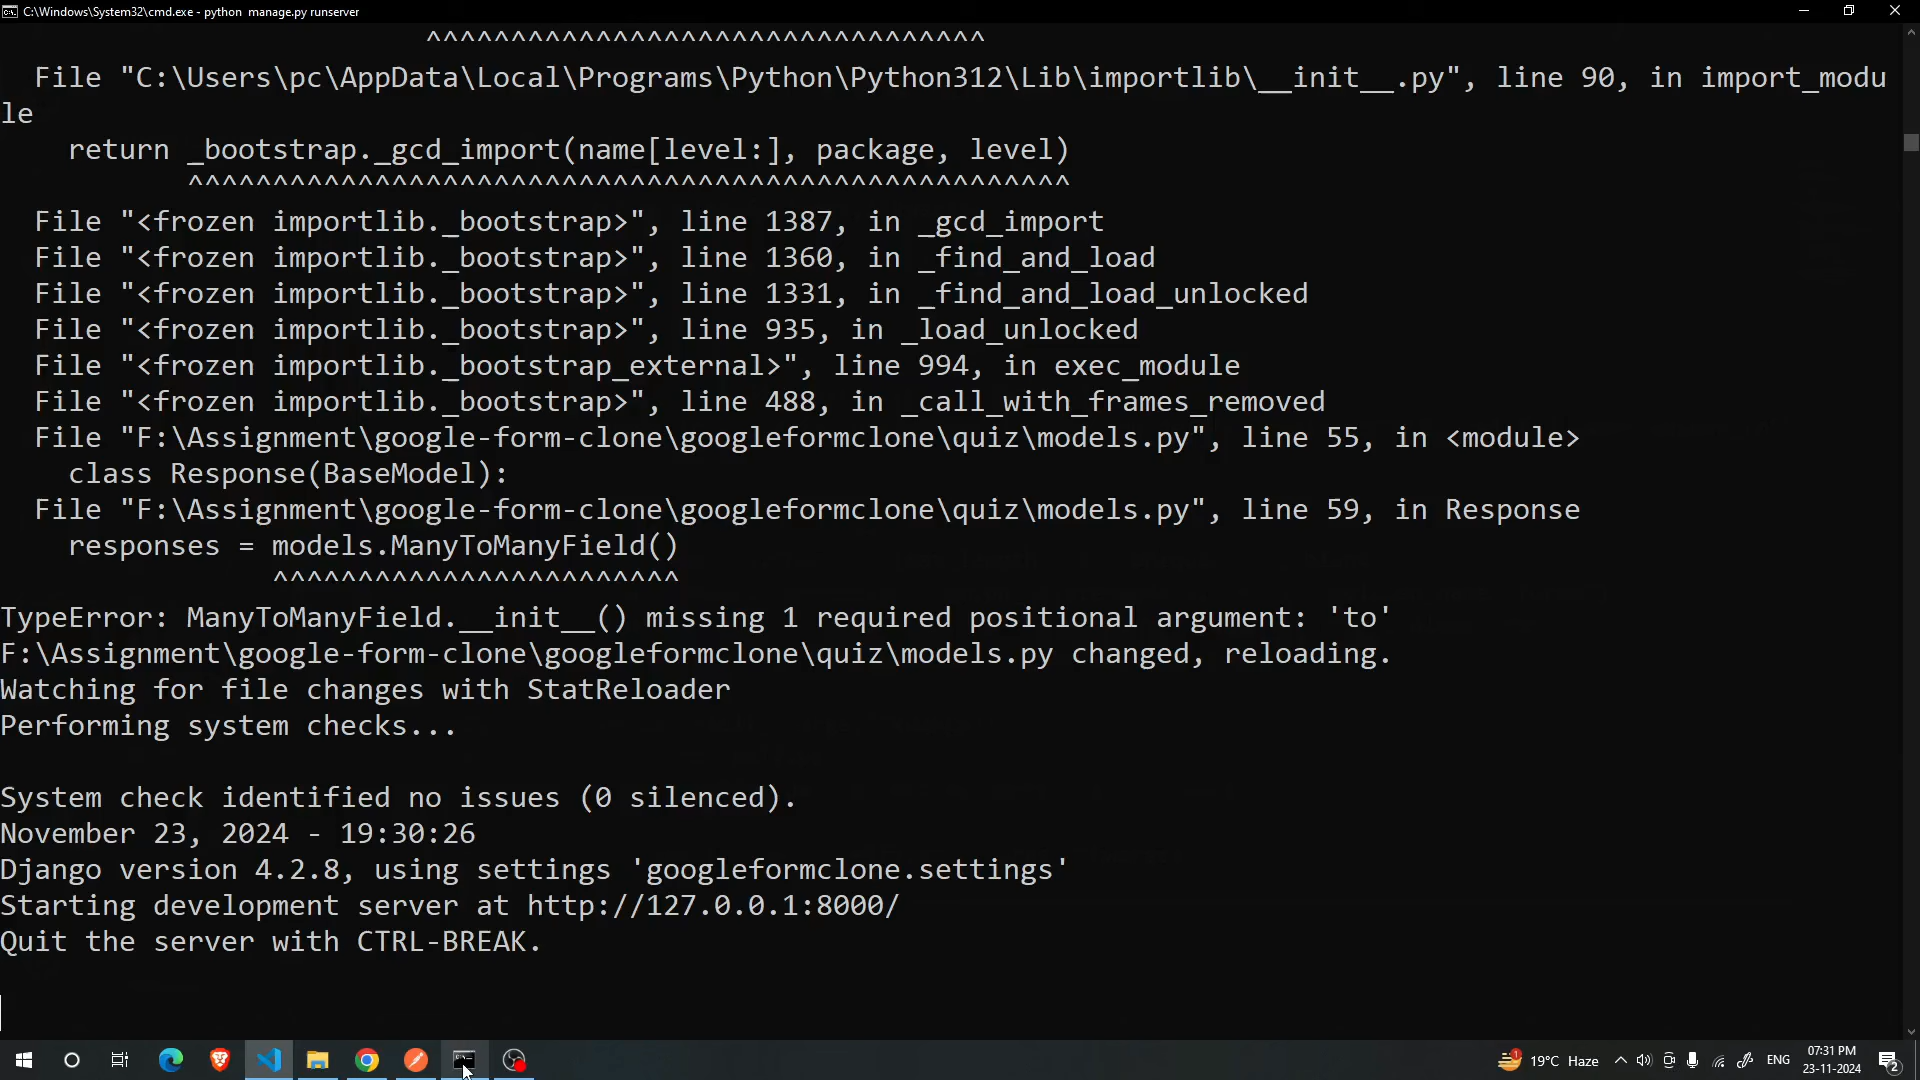 C:\Windows\System32\cmd.exe - python  manage.py runserver
^^^^^^^^^^^^^^^^^^^^^^^^^^^^^^^^^
  File "C:\Users\pc\AppData\Local\Programs\Python\Python312\Lib\importlib\__init__.py", line 90, in import_modu
le
    return _bootstrap._gcd_import(name[level:], package, level)
           ^^^^^^^^^^^^^^^^^^^^^^^^^^^^^^^^^^^^^^^^^^^^^^^^^^^^
  File "<frozen importlib._bootstrap>", line 1387, in _gcd_import
  File "<frozen importlib._bootstrap>", line 1360, in _find_and_load
  File "<frozen importlib._bootstrap>", line 1331, in _find_and_load_unlocked
  File "<frozen importlib._bootstrap>", line 935, in _load_unlocked
  File "<frozen importlib._bootstrap_external>", line 994, in exec_module
  File "<frozen importlib._bootstrap>", line 488, in _call_with_frames_removed
  File "F:\Assignment\google-form-clone\googleformclone\quiz\models.py", line 55, in <module>
    class Response(BaseModel):
  File "F:\Assignment\google-form-clone\googleformclone\quiz\models.py", line 59, in Response
    responses = models.ManyToManyField()
                ^^^^^^^^^^^^^^^^^^^^^^^^
TypeError: ManyToManyField.__init__() missing 1 required positional argument: 'to'
F:\Assignment\google-form-clone\googleformclone\quiz\models.py changed, reloading.
Watching for file changes with StatReloader
Performing system checks...
System check identified no issues (0 silenced).
November 23, 2024 - 19:30:26
Django version 4.2.8, using settings 'googleformclone.settings'
Starting development server at http://127.0.0.1:8000/
Quit the server with CTRL-BREAK.
1
19°C Haze
ENG
07:31 PM
23-11-2024
2